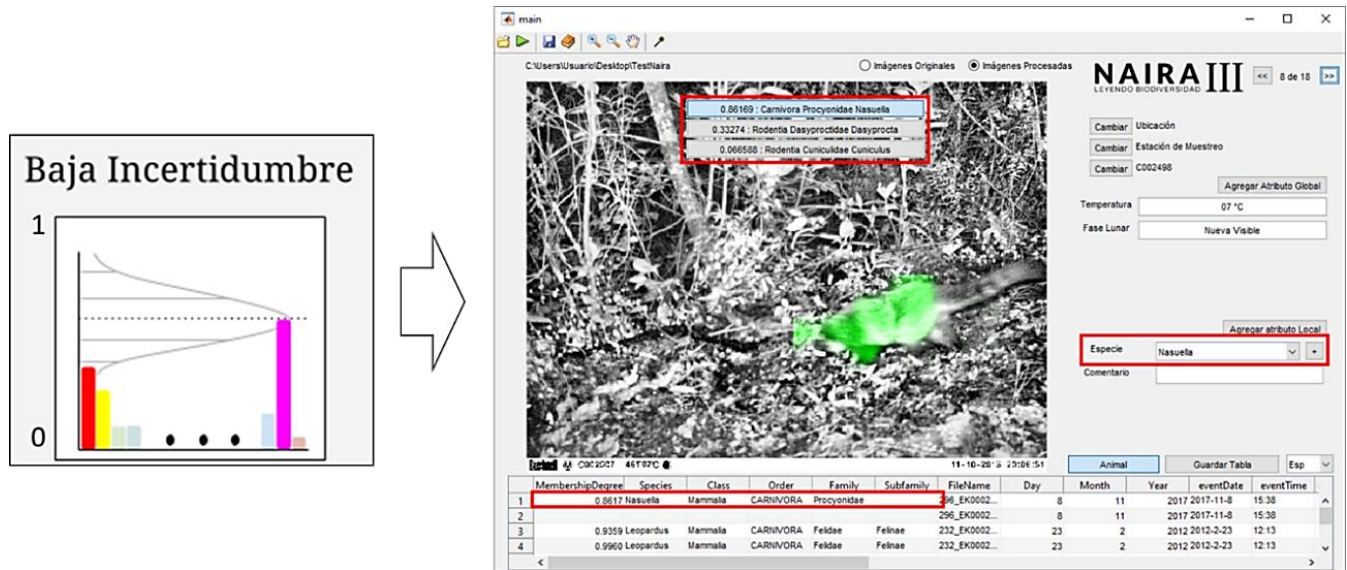 Baja Incertidumbre
1
0
main
C:\Users\Usuario\Desktop\TestNaira
Imágenes Originales
Imágenes Procesadas
NAIRA III
LEYENDO BIODIVERSIDAD
<<
8 de 18
>>
0.86169 : Carnivora Procyonidae Nasuella
0.33274 : Rodentia Dasyproctidae Dasyprocta
0.066588 : Rodentia Cuniculidae Cuniculus
Cambiar Ubicación
Cambiar Estación de Muestreo
Cambiar C002498
Agregar Atributo Global
Temperatura 07 °C
Fase Lunar Nueva Visible
Agregar atributo Local
Especie Nasuella +
Comentario
Animal Guardar Tabla Esp
MembershipDegree Species Class Order Family Subfamily FileName Day Month Year eventDate eventTime
1 0.8617 Nasuella Mammalia CARNIVORA Procyonidae 296_EK0002... 8 11 2017 2017-11-8 15:38
2 296_EK0002... 8 11 2017 2017-11-8 15:38
3 0.9359 Leopardus Mammalia CARNIVORA Felidae Felinae 232_EK0002... 23 2 2012 2012-2-23 12:13
4 0.9960 Leopardus Mammalia CARNIVORA Felidae Felinae 232_EK0002... 23 2 2012 2012-2-23 12:13